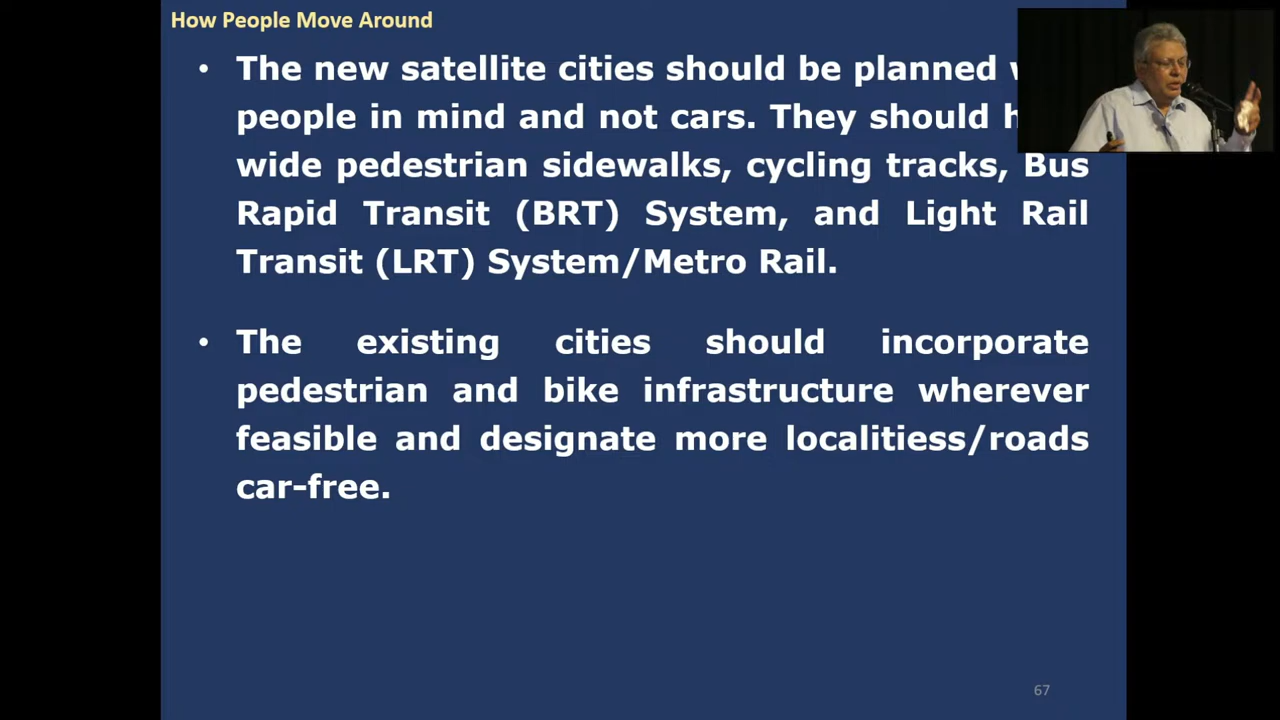 How People Move Around
• The new satellite cities should be planned
people in mind and not cars. They should
wide pedestrian sidewalks, cycling tracks, Bus
Rapid Transit (BRT) System, and Light Rail
Transit (LRT) System/Metro Rail.
• The existing cities should incorporate
pedestrian and bike infrastructure wherever
feasible and designate more localitiess/roads
car-free.
67